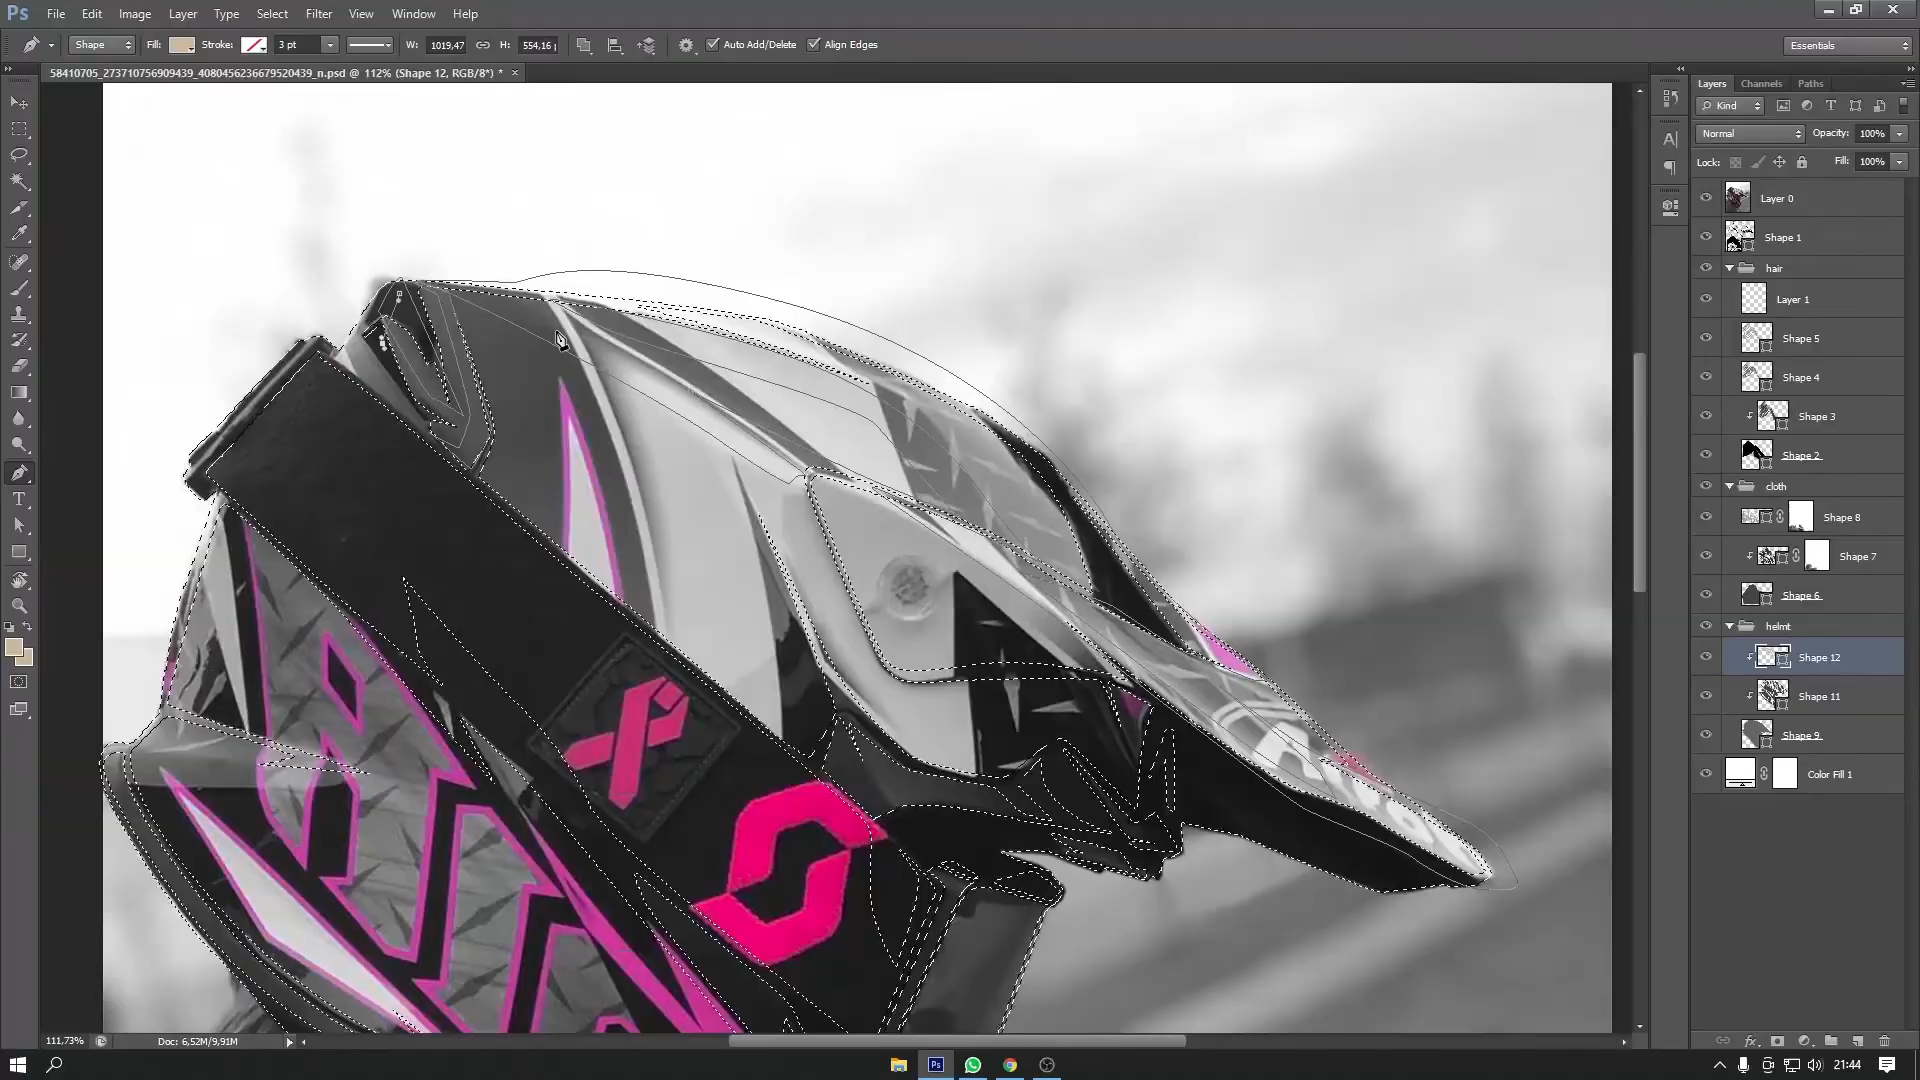 Ps File Edit Image Layer Type Select Filter View Window Help
Shape Fill: Stroke: 3 pt W: 1019,47 H: 554,16 Auto Add/Delete Align Edges Essentials
58410705_273710756909439_4080456236679520439_n.psd @ 112% (Shape 12, RGB/8*) *
Layers Channels Paths
Kind
Normal Opacity: 100%
Lock: Fill: 100%
Layer 0
Shape 1
hair
Layer 1
Shape 5
Shape 4
Shape 3
Shape 2
cloth
Shape 8
Shape 7
Shape 6
helmt
Shape 12
Shape 11
Shape 9
Color Fill 1
111,73% Doc: 6,52M/9,91M
21:44